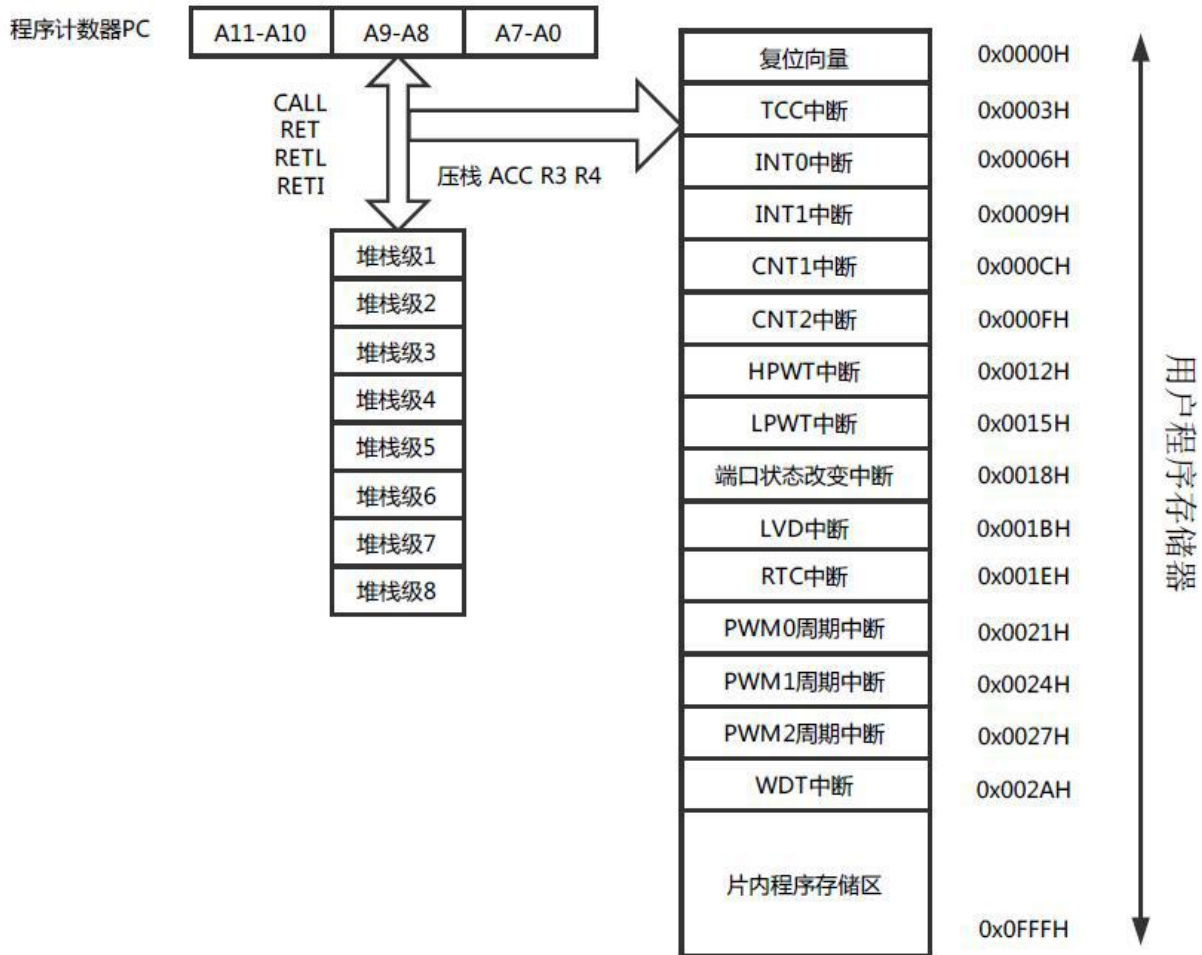 程序计数器PC
A11-A10 A9-A8 A7-A0
CALL
RET
RETL
RETI
压栈 ACC R3 R4
堆栈级1
堆栈级2
堆栈级3
堆栈级4
堆栈级5
堆栈级6
堆栈级7
堆栈级8
复位向量 0x0000H
TCC中断 0x0003H
INT0中断 0x0006H
INT1中断 0x0009H
CNT1中断 0x000CH
CNT2中断 0x000FH
HPWT中断 0x0012H
LPWT中断 0x0015H
端口状态改变中断 0x0018H
LVD中断 0x001BH
RTC中断 0x001EH
PWM0周期中断 0x0021H
PWM1周期中断 0x0024H
PWM2周期中断 0x0027H
WDT中断 0x002AH
片内程序存储区
0x0FFFH
用户程序存储器